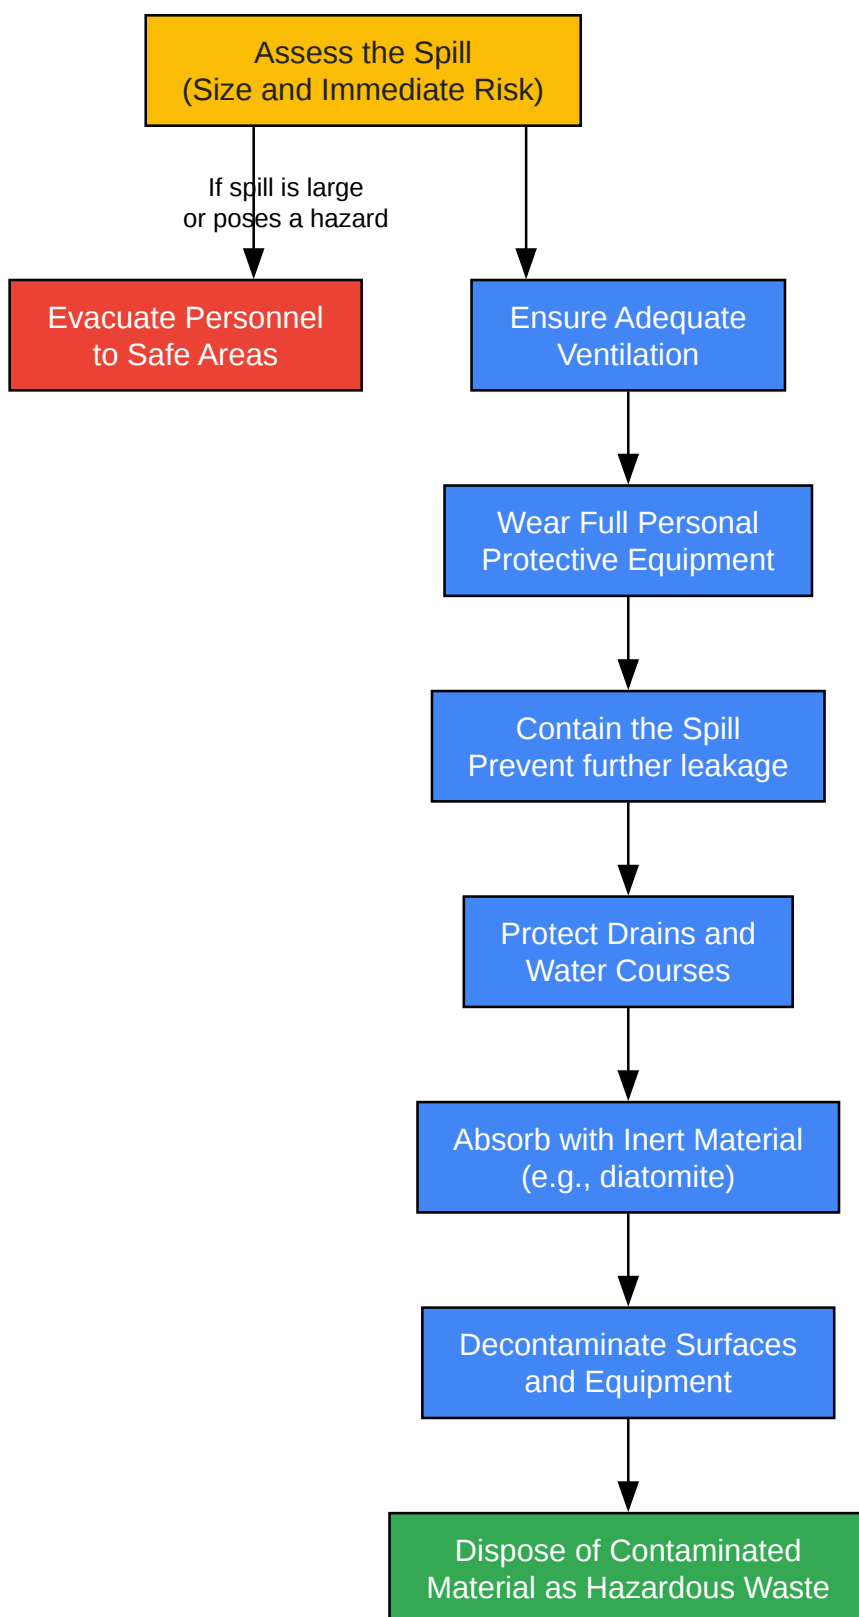 Assess the Spill
(Size and Immediate Risk)
If spill is large
or poses a hazard
Evacuate Personnel
to Safe Areas
Ensure Adequate
Ventilation
Wear Full Personal
Protective Equipment
Contain the Spill
Prevent further leakage
Protect Drains and
Water Courses
Absorb with Inert Material
(e.g., diatomite)
Decontaminate Surfaces
and Equipment
Dispose of Contaminated
Material as Hazardous Waste